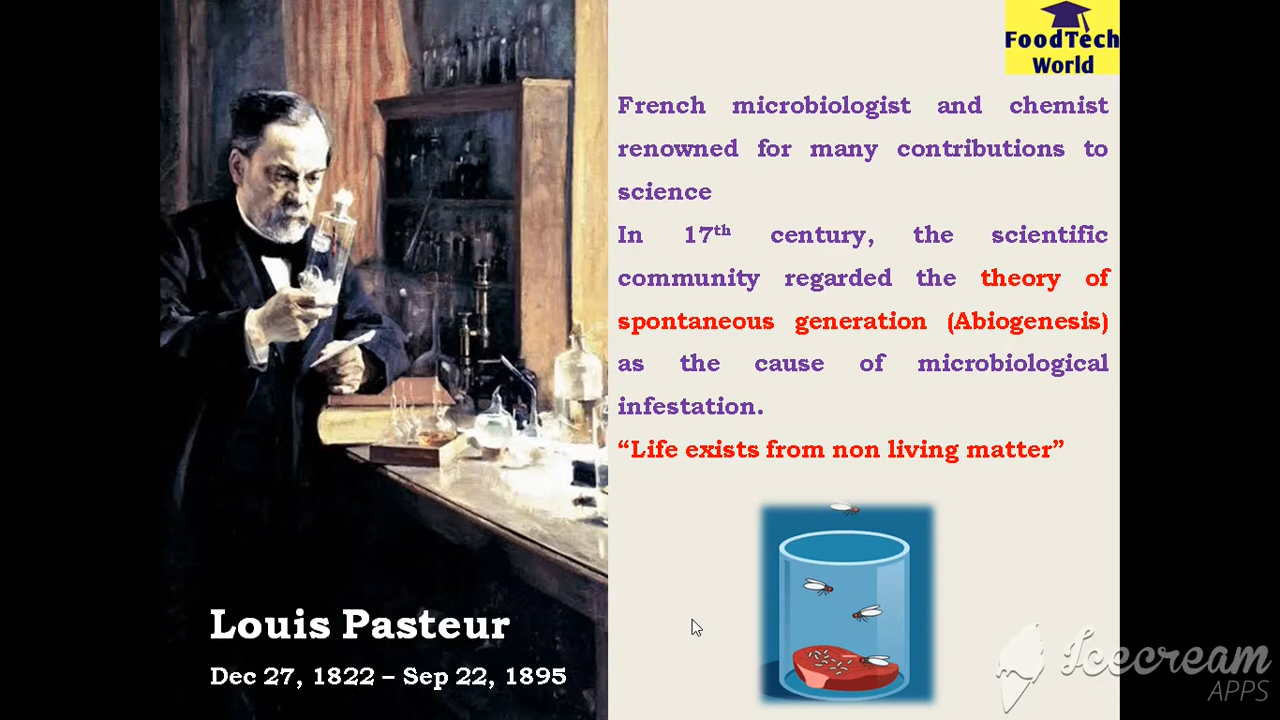 FoodTech
World
French microbiologist and chemist
renowned for many contributions to
science
In 17th century, the scientific
community regarded the theory of
spontaneous generation (Abiogenesis)
as the cause of microbiological
infestation.
“Life exists from non living matter”
Louis Pasteur
Dec 27, 1822 – Sep 22, 1895
Icecream
APPS